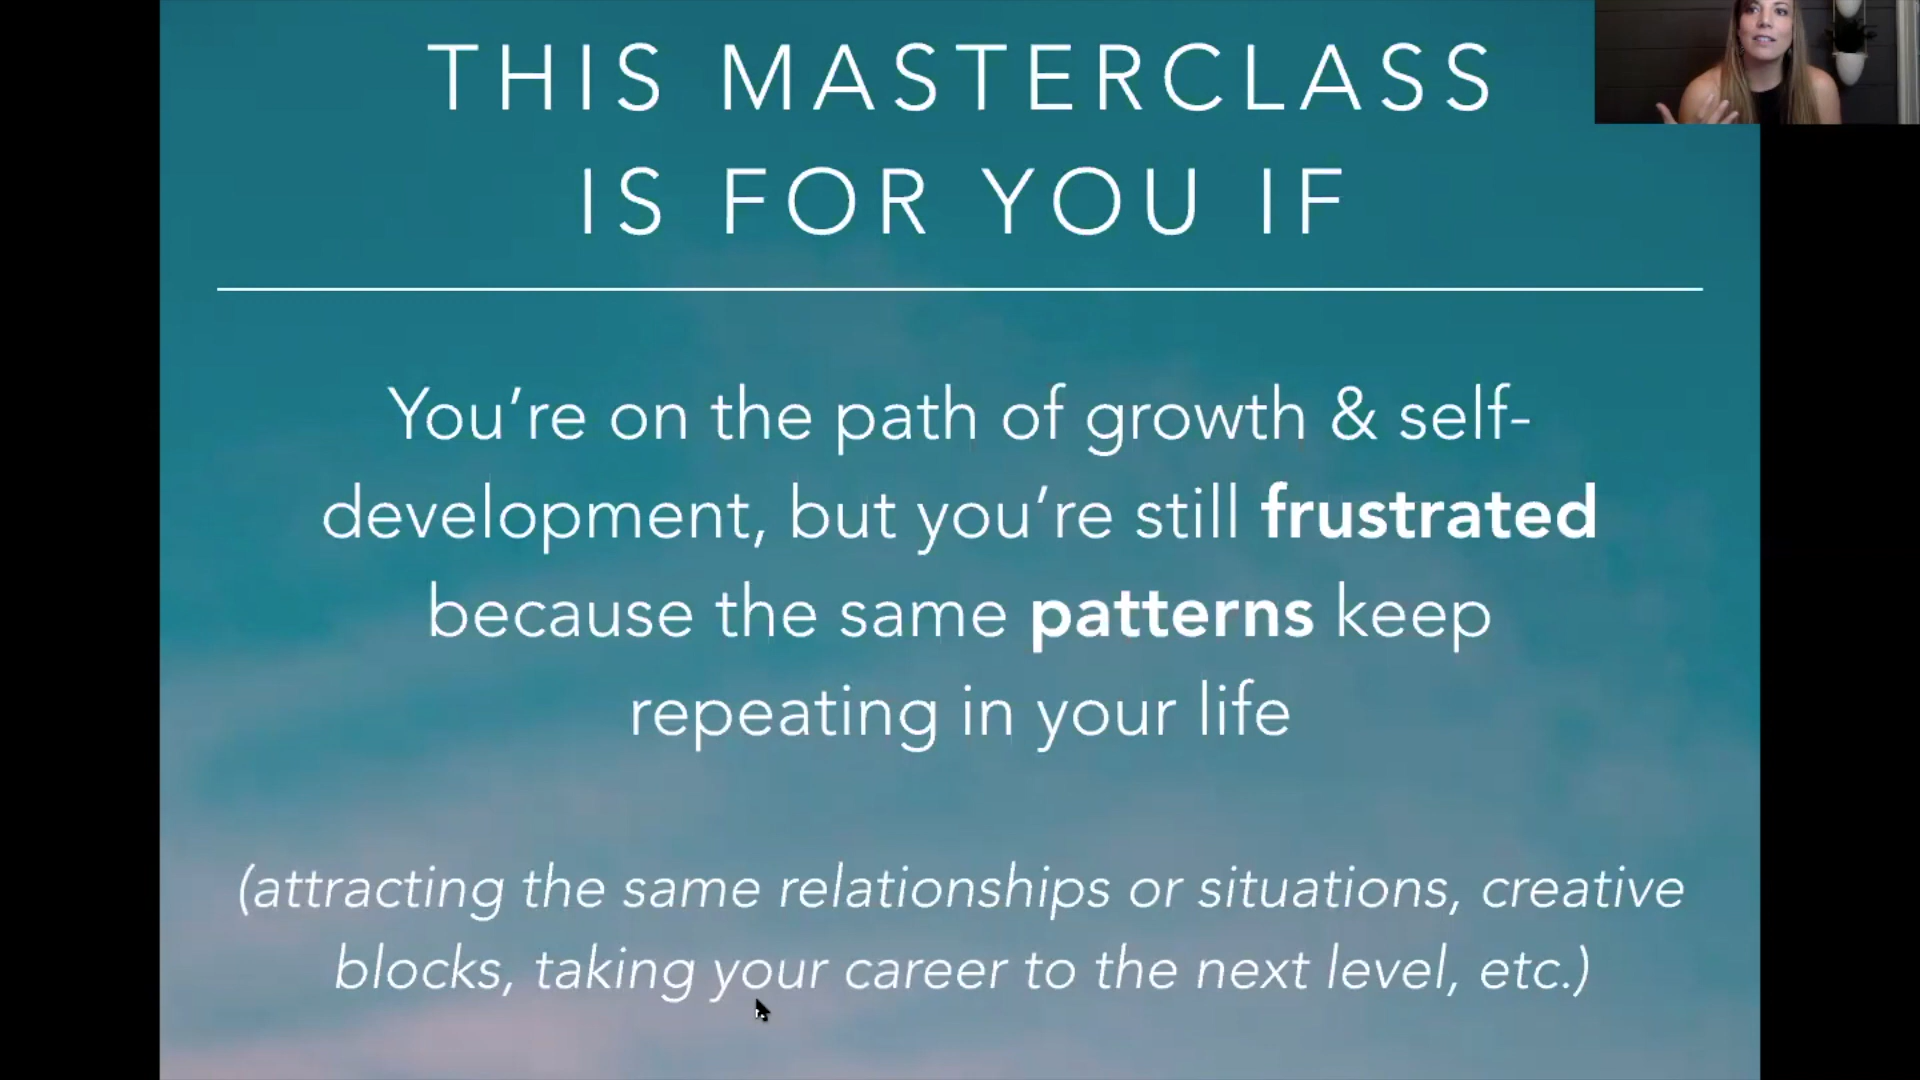 THIS MASTERCLASS
IS FOR YOU IF
You’re on the path of growth & self-
development, but you’re still frustrated
because the same patterns keep
repeating in your life
(attracting the same relationships or situations, creative
blocks, taking your career to the next level, etc.)